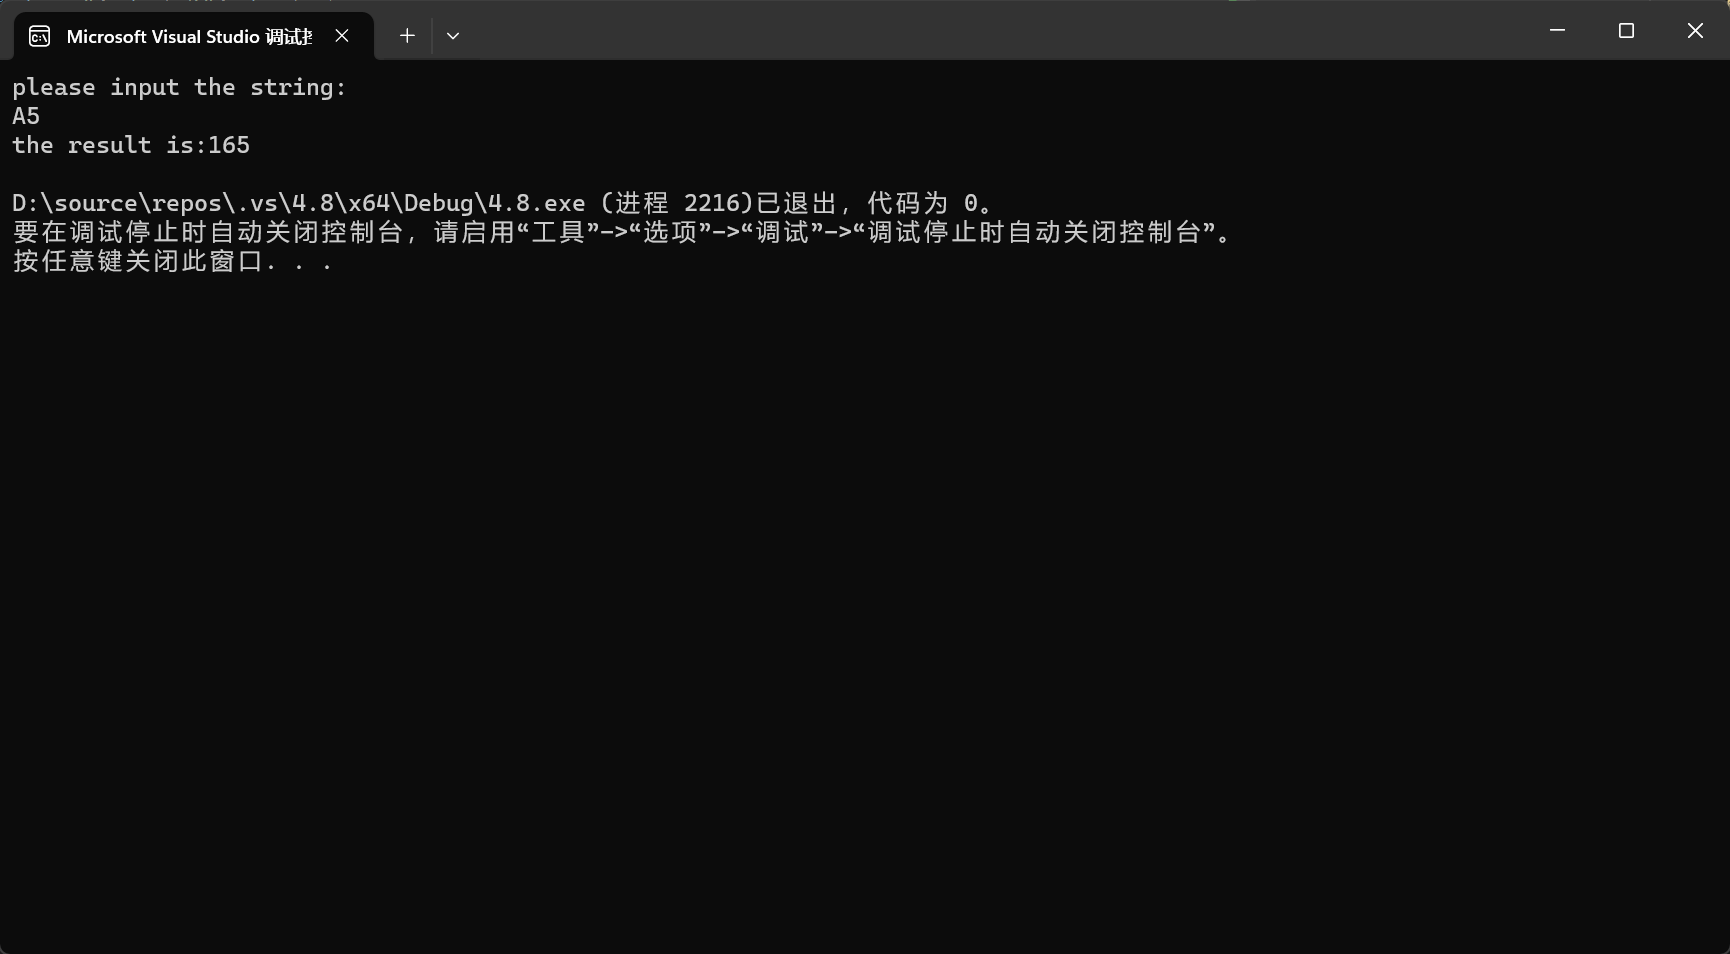 Microsoft Visual Studio 调试
please input the string:
A5
the result is:165
D:\source\repos\.vs\4.8\x64\Debug\4.8.exe (进程 2216)已退出，代码为 0。
要在调试停止时自动关闭控制台，请启用“工具”->“选项”->“调试”->“调试停止时自动关闭控制台”。
按任意键关闭此窗口. . .